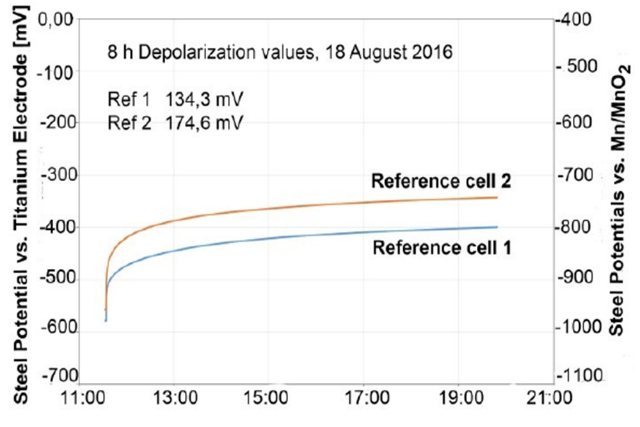 Steel Potential vs. Titanium Electrode [mV]
0,00
-100
-200
-300
-400
-500
-600
-700
8 h Depolarization values, 18 August 2016
Ref 1 134,3 mV
Ref 2 174,6 mV
Reference cell 2
Reference cell 1
-400
- 500
-600
-700
-800
-900
-1000
-1100
Steel Potentials vs. Mn/MnO2
11:00 13:00 15:00 17:00 19:00 21:00